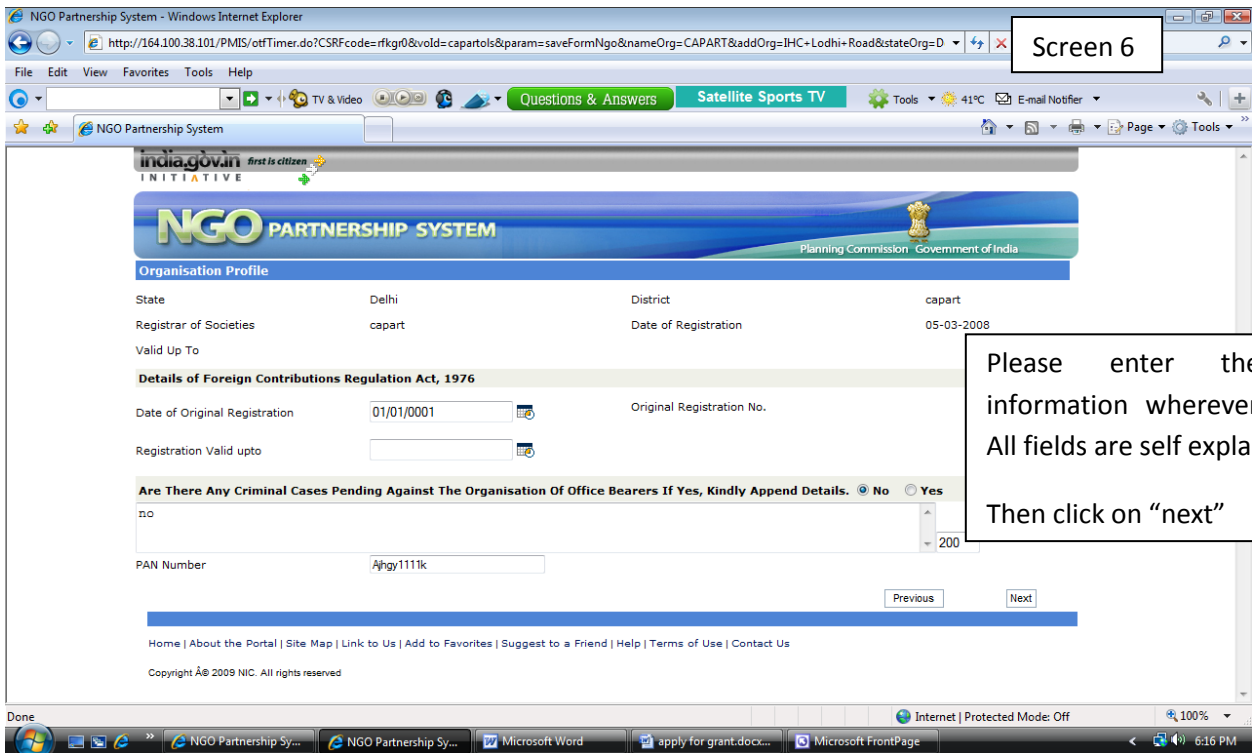 NGO Partnership System - Windows Internet Explorer
Screen 6
http://164.100.38.101/PMIS/otfTimer.do?CSRFcode=rfkgr0&voId=capartols&param=saveFormNgo&nameOrg=CAPART&addOrg=IHC+Lodhi+Road&stateOrg=D
File Edit View Favorites Tools Help
TV & Video Questions & Answers Satellite Sports TV Tools 41°C E-mail Notifier
NGO Partnership System Page Tools
india.gov.in first is citizen
INITIATIVE
NGO PARTNERSHIP SYSTEM
Planning Commission Government of India
Organisation Profile
State Delhi District capart
Registrar of Societies capart Date of Registration 05-03-2008
Valid Up To
Details of Foreign Contributions Regulation Act, 1976
Date of Original Registration 01/01/0001 Original Registration No.
Registration Valid upto
Please enter the
information wherever
All fields are self expla
Then click on “next”
Are There Any Criminal Cases Pending Against The Organisation Of Office Bearers If Yes, Kindly Append Details. No Yes
no
200
PAN Number Ajhgy1111k
Previous Next
Home | About the Portal | Site Map | Link to Us | Add to Favorites | Suggest to a Friend | Help | Terms of Use | Contact Us
Copyright Â® 2009 NIC. All rights reserved
Done Internet | Protected Mode: Off 100%
NGO Partnership Sy... NGO Partnership Sy... Microsoft Word apply for grant.docx... Microsoft FrontPage 6:16 PM